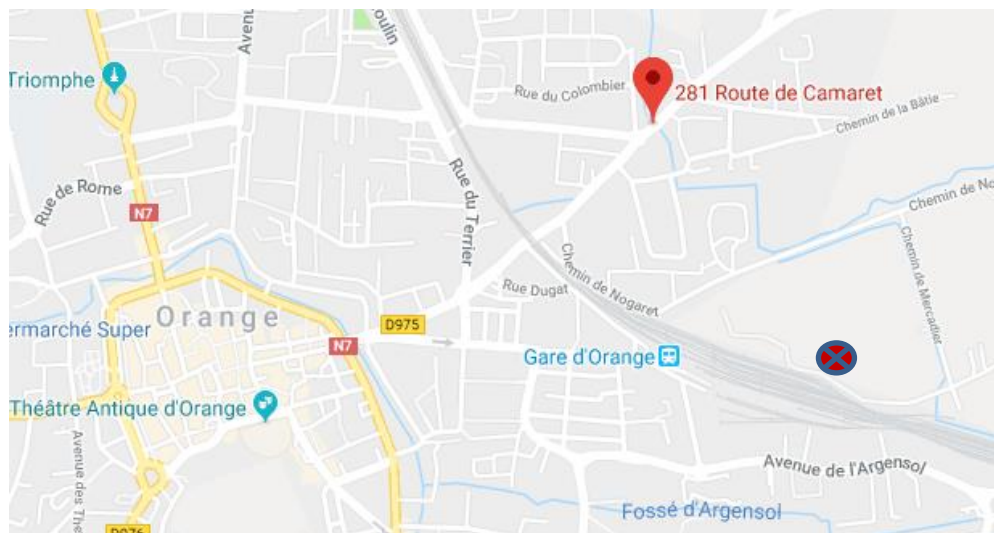 oulin
Avenu
Triomphe
281 Route de Camaret
Rue du Colombier
Chemin de la Bâtie
Rue de Rome
N7
Rue du Terrier
Chemin de No
Chemin de Nogaret
Chemin de Mercadier
Rue Dugat
Orange
ermarché Super
D975
N7
Gare d'Orange
Théâtre Antique d'Orange
Avenue des The
Avenue de l'Argensol
Fossé d'Argensol
D976